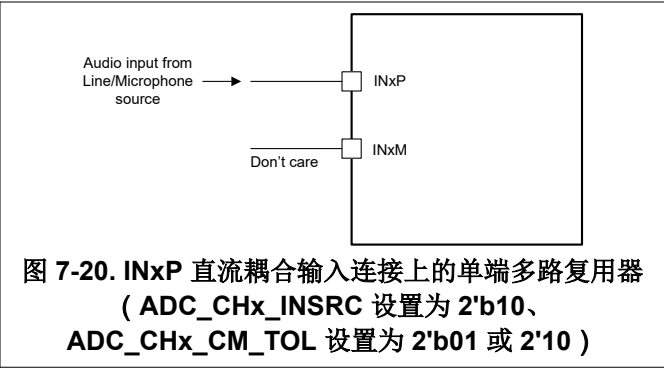 Audio input from
Line/Microphone
source
INxP
INxM
Don't care
图 7-20. INxP 直流耦合输入连接上的单端多路复用器
（ADC_CHx_INSRC 设置为 2'b10、
ADC_CHx_CM_TOL 设置为 2'b01 或 2'10）